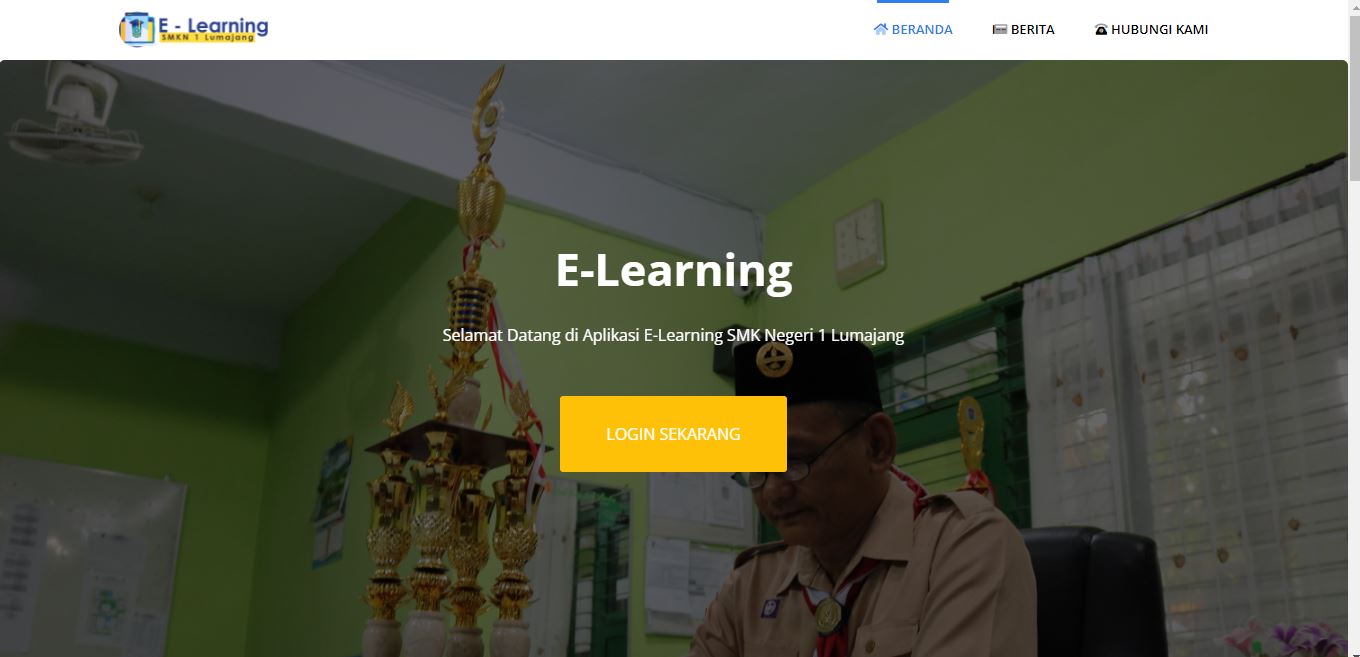 E - Learning
SMKN 1 Lumajang
BERANDA
BERITA
HUBUNGI KAMI
E-Learning
Selamat Datang di Aplikasi E-Learning SMK Negeri 1 Lumajang
LOGIN SEKARANG